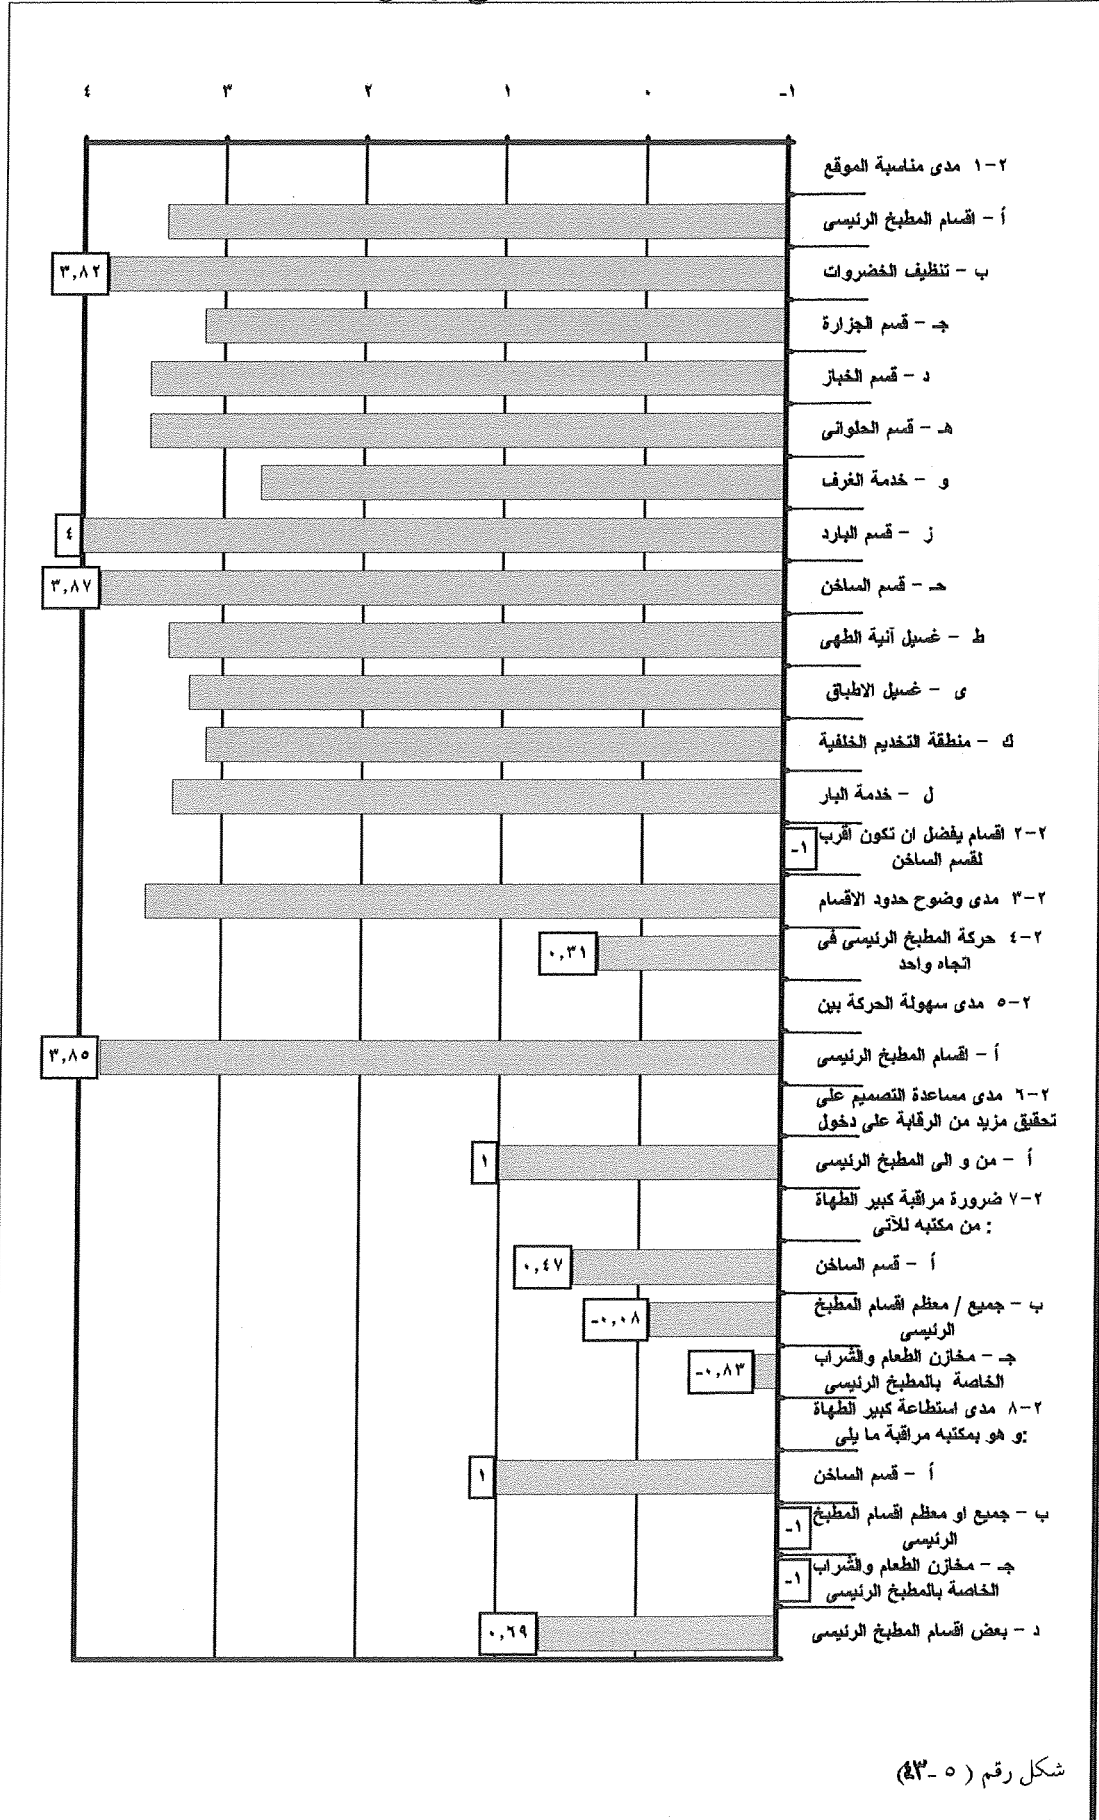 ٤ ٣ ٢ ١ ٠ ١-
٢-١ مدى مناسبة الموقع
أ - اقسام المطبخ الرئيسى
ب - تنظيف الخضروات
٣,٨٢
جـ - قسم الجزارة
د - قسم الخباز
هـ - قسم الحلوانى
و - خدمة الغرف
ز - قسم البارد
٤
حـ - قسم الساخن
٣,٨٧
ط - غسيل آنية الطهى
ى - غسيل الاطباق
ك - منطقة التخديم الخلفية
ل - خدمة البار
٢-٢ اقسام يفضل ان تكون اقرب
لقسم الساخن
١-
٢-٣ مدى وضوح حدود الاقسام
٢-٤ حركة المطبخ الرئيسى فى
اتجاه واحد
٠,٣١
٢-٥ مدى سهولة الحركة بين
أ - اقسام المطبخ الرئيسى
٣,٨٥
٢-٦ مدى مساعدة التصميم على
تحقيق مزيد من الرقابة على دخول
أ - من و الى المطبخ الرئيسى
١
٢-٧ ضرورة مراقبة كبير الطهاة
: من مكتبه للآتى
أ - قسم الساخن
٠,٤٧
ب - جميع / معظم اقسام المطبخ
الرئيسى
٠,٠٨-
جـ - مخازن الطعام والشراب
الخاصة بالمطبخ الرئيسى
٠,٨٣-
٢-٨ مدى استطاعة كبير الطهاة
:و هو بمكتبه مراقبة ما يلى
أ - قسم الساخن
١
ب - جميع او معظم اقسام المطبخ
الرئيسى
١-
جـ - مخازن الطعام والشراب
الخاصة بالمطبخ الرئيسى
١-
د - بعض اقسام المطبخ الرئيسى
٠,٦٩
شكل رقم (٥-